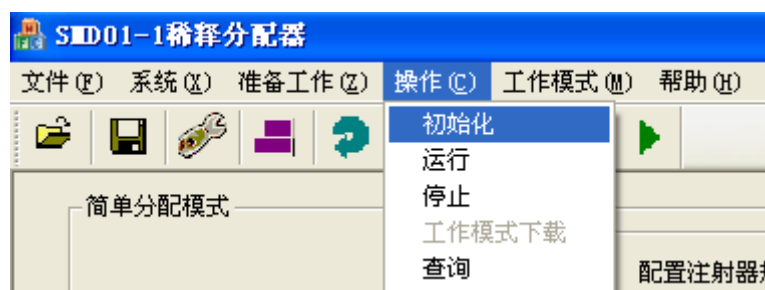 SMD01-1稀释分配器
文件(F) 系统(X) 准备工作(Z) 操作(C) 工作模式(M) 帮助(H)
初始化
运行
简单分配模式
停止
工作模式下载
查询
配置注射器